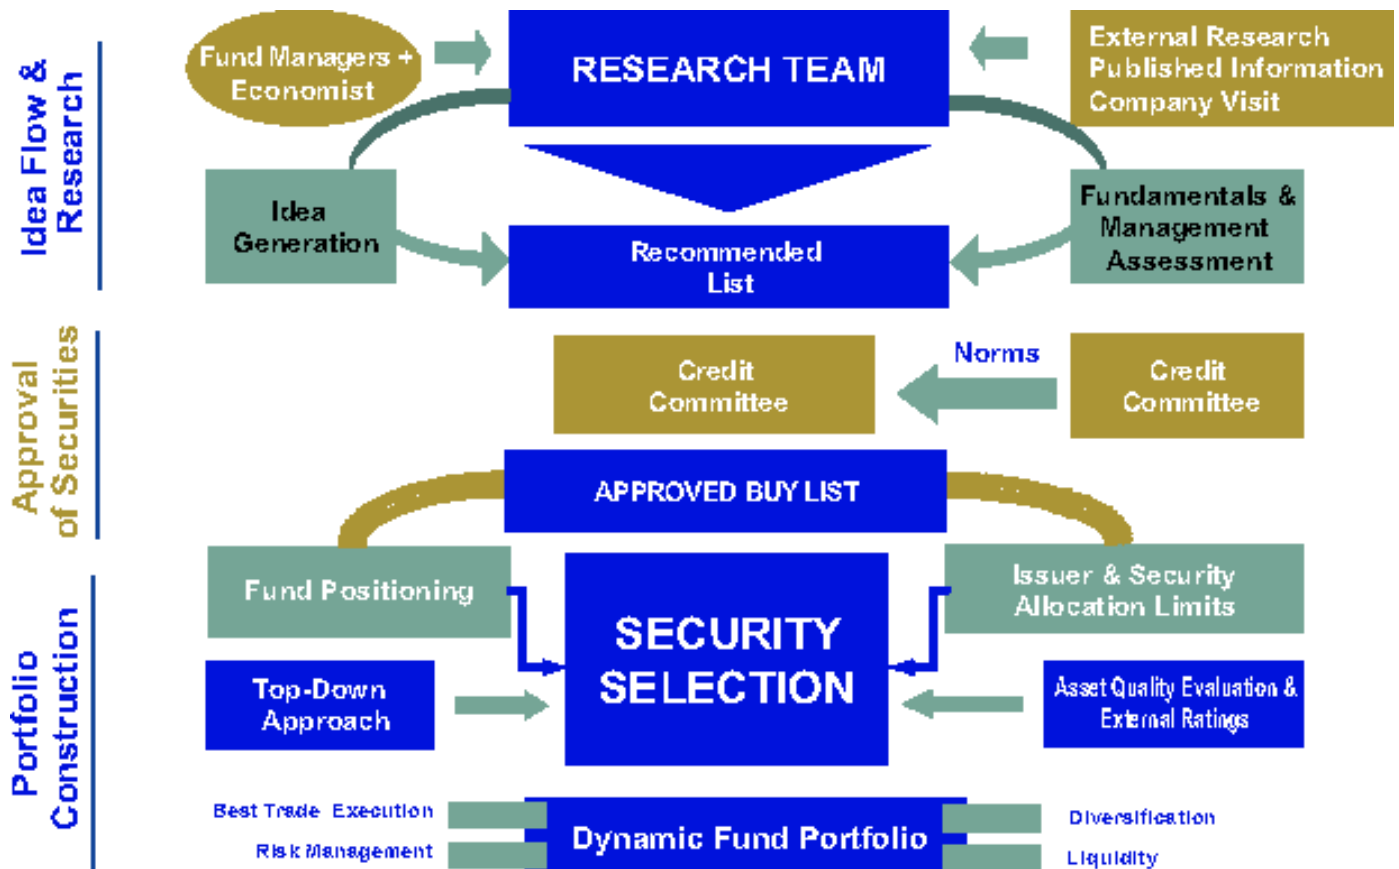 Idea Flow &
Research
Fund Managers +
Economist
RESEARCH TEAM
External Research
Published Information
Company Visit
Idea
Generation
Recommended
List
Fundamentals &
Management
Assessment
Approval
of Securities
Credit
Committee
Norms
Credit
Committee
APPROVED BUY LIST
Portfolio
Construction
Fund Positioning
SECURITY
SELECTION
Issuer & Security
Allocation Limits
Top-Down
Approach
Asset Quality Evaluation &
External Ratings
Best Trade Execution
Risk Management
Dynamic Fund Portfolio
Diversification
Liquidity